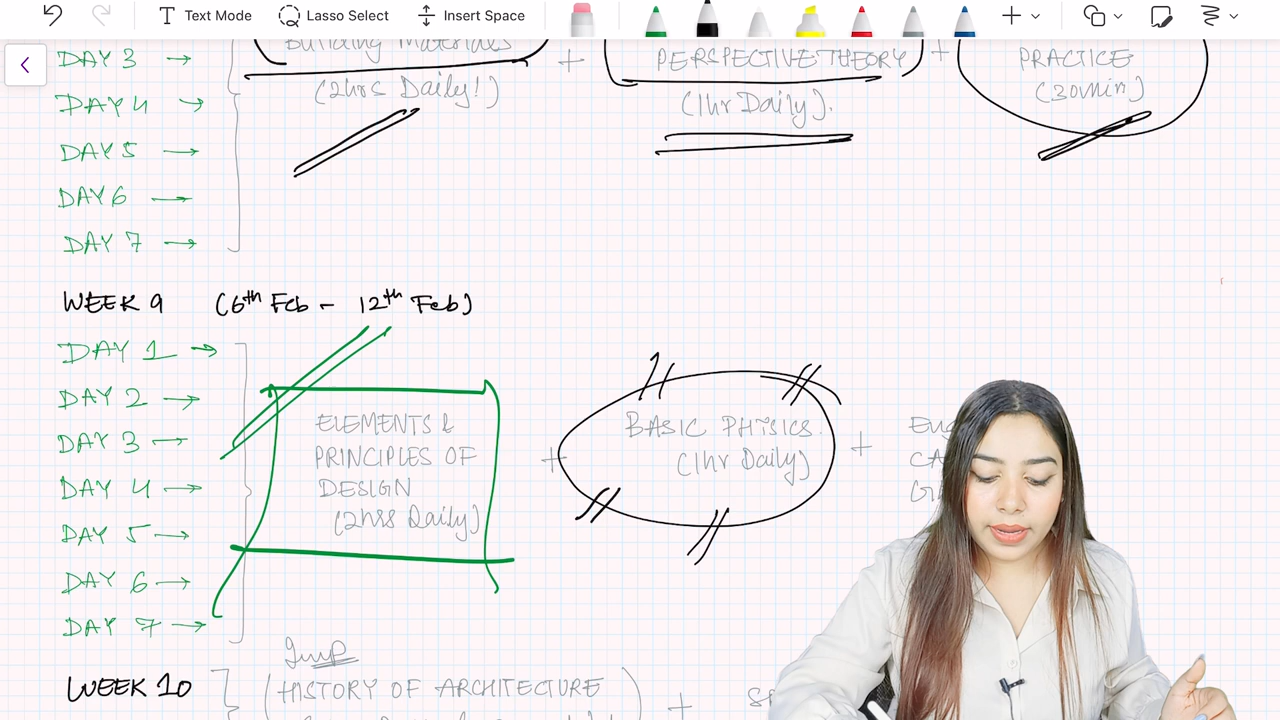 Text Mode
Lasso Select
Insert Space
DAY 3 →
Building Materials
(2hrs Daily!)
+
PERSPECTIVE THEORY
(1hr Daily).
+
PRACTICE
(30min)
DAY 4 →
DAY 5 →
DAY 6 →
DAY 7 →
WEEK 9 (6th Feb - 12th Feb)
DAY 1 →
DAY 2 →
DAY 3 →
DAY 4 →
DAY 5 →
DAY 6 →
DAY 7 →
ELEMENTS &
PRINCIPLES OF
DESIGN
(2hrs Daily)
+
BASIC PHYSICS.
(1hr Daily)
+
Imp
WEEK 10
(HISTORY OF ARCHITECTURE
+